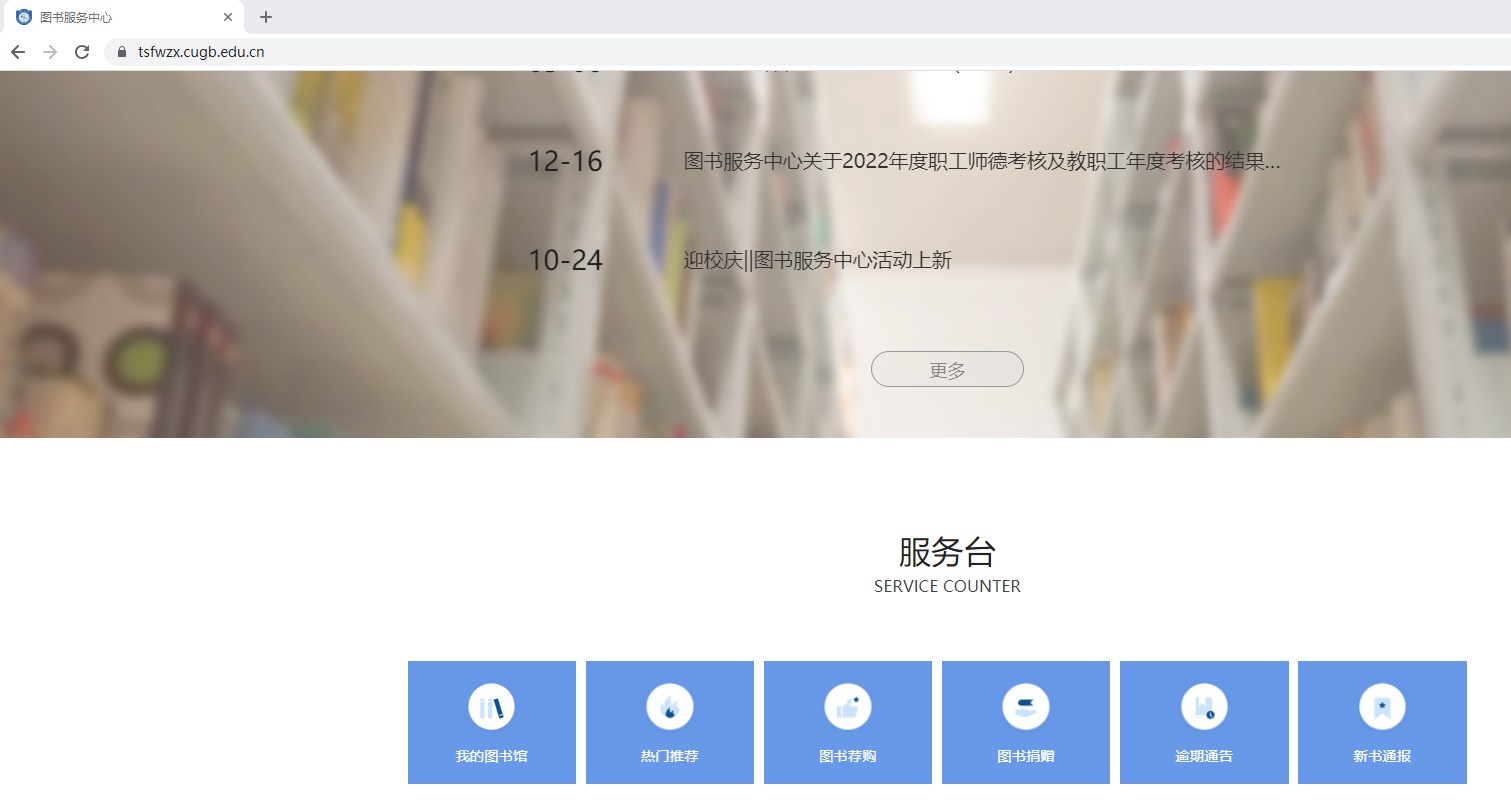 图书服务中心
tsfwzx.cugb.edu.cn
12-16 图书服务中心关于2022年度职工师德考核及教职工年度考核的结果...
10-24 迎校庆||图书服务中心活动上新
更多
服务台
SERVICE COUNTER
我的图书馆 热门推荐 图书荐购 图书捐赠 逾期通告 新书通报